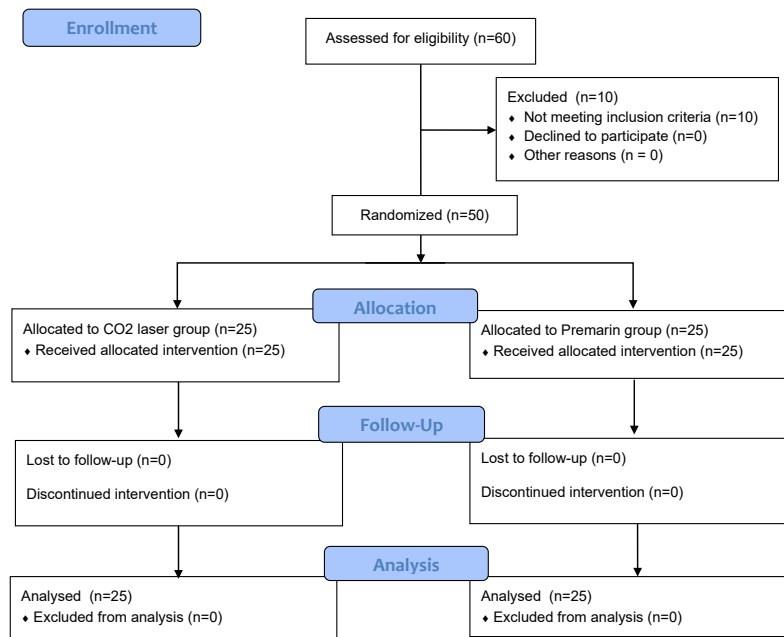 Enrollment
Assessed for eligibility (n=60)
Excluded (n=10)
♦ Not meeting inclusion criteria (n=10)
♦ Declined to participate (n=0)
♦ Other reasons (n = 0)
Randomized (n=50)
Allocation
Allocated to CO2 laser group (n=25)
♦ Received allocated intervention (n=25)
Allocated to Premarin group (n=25)
♦ Received allocated intervention (n=25)
Follow-Up
Lost to follow-up (n=0)
Discontinued intervention (n=0)
Lost to follow-up (n=0)
Discontinued intervention (n=0)
Analysis
Analysed (n=25)
♦ Excluded from analysis (n=0)
Analysed (n=25)
♦ Excluded from analysis (n=0)